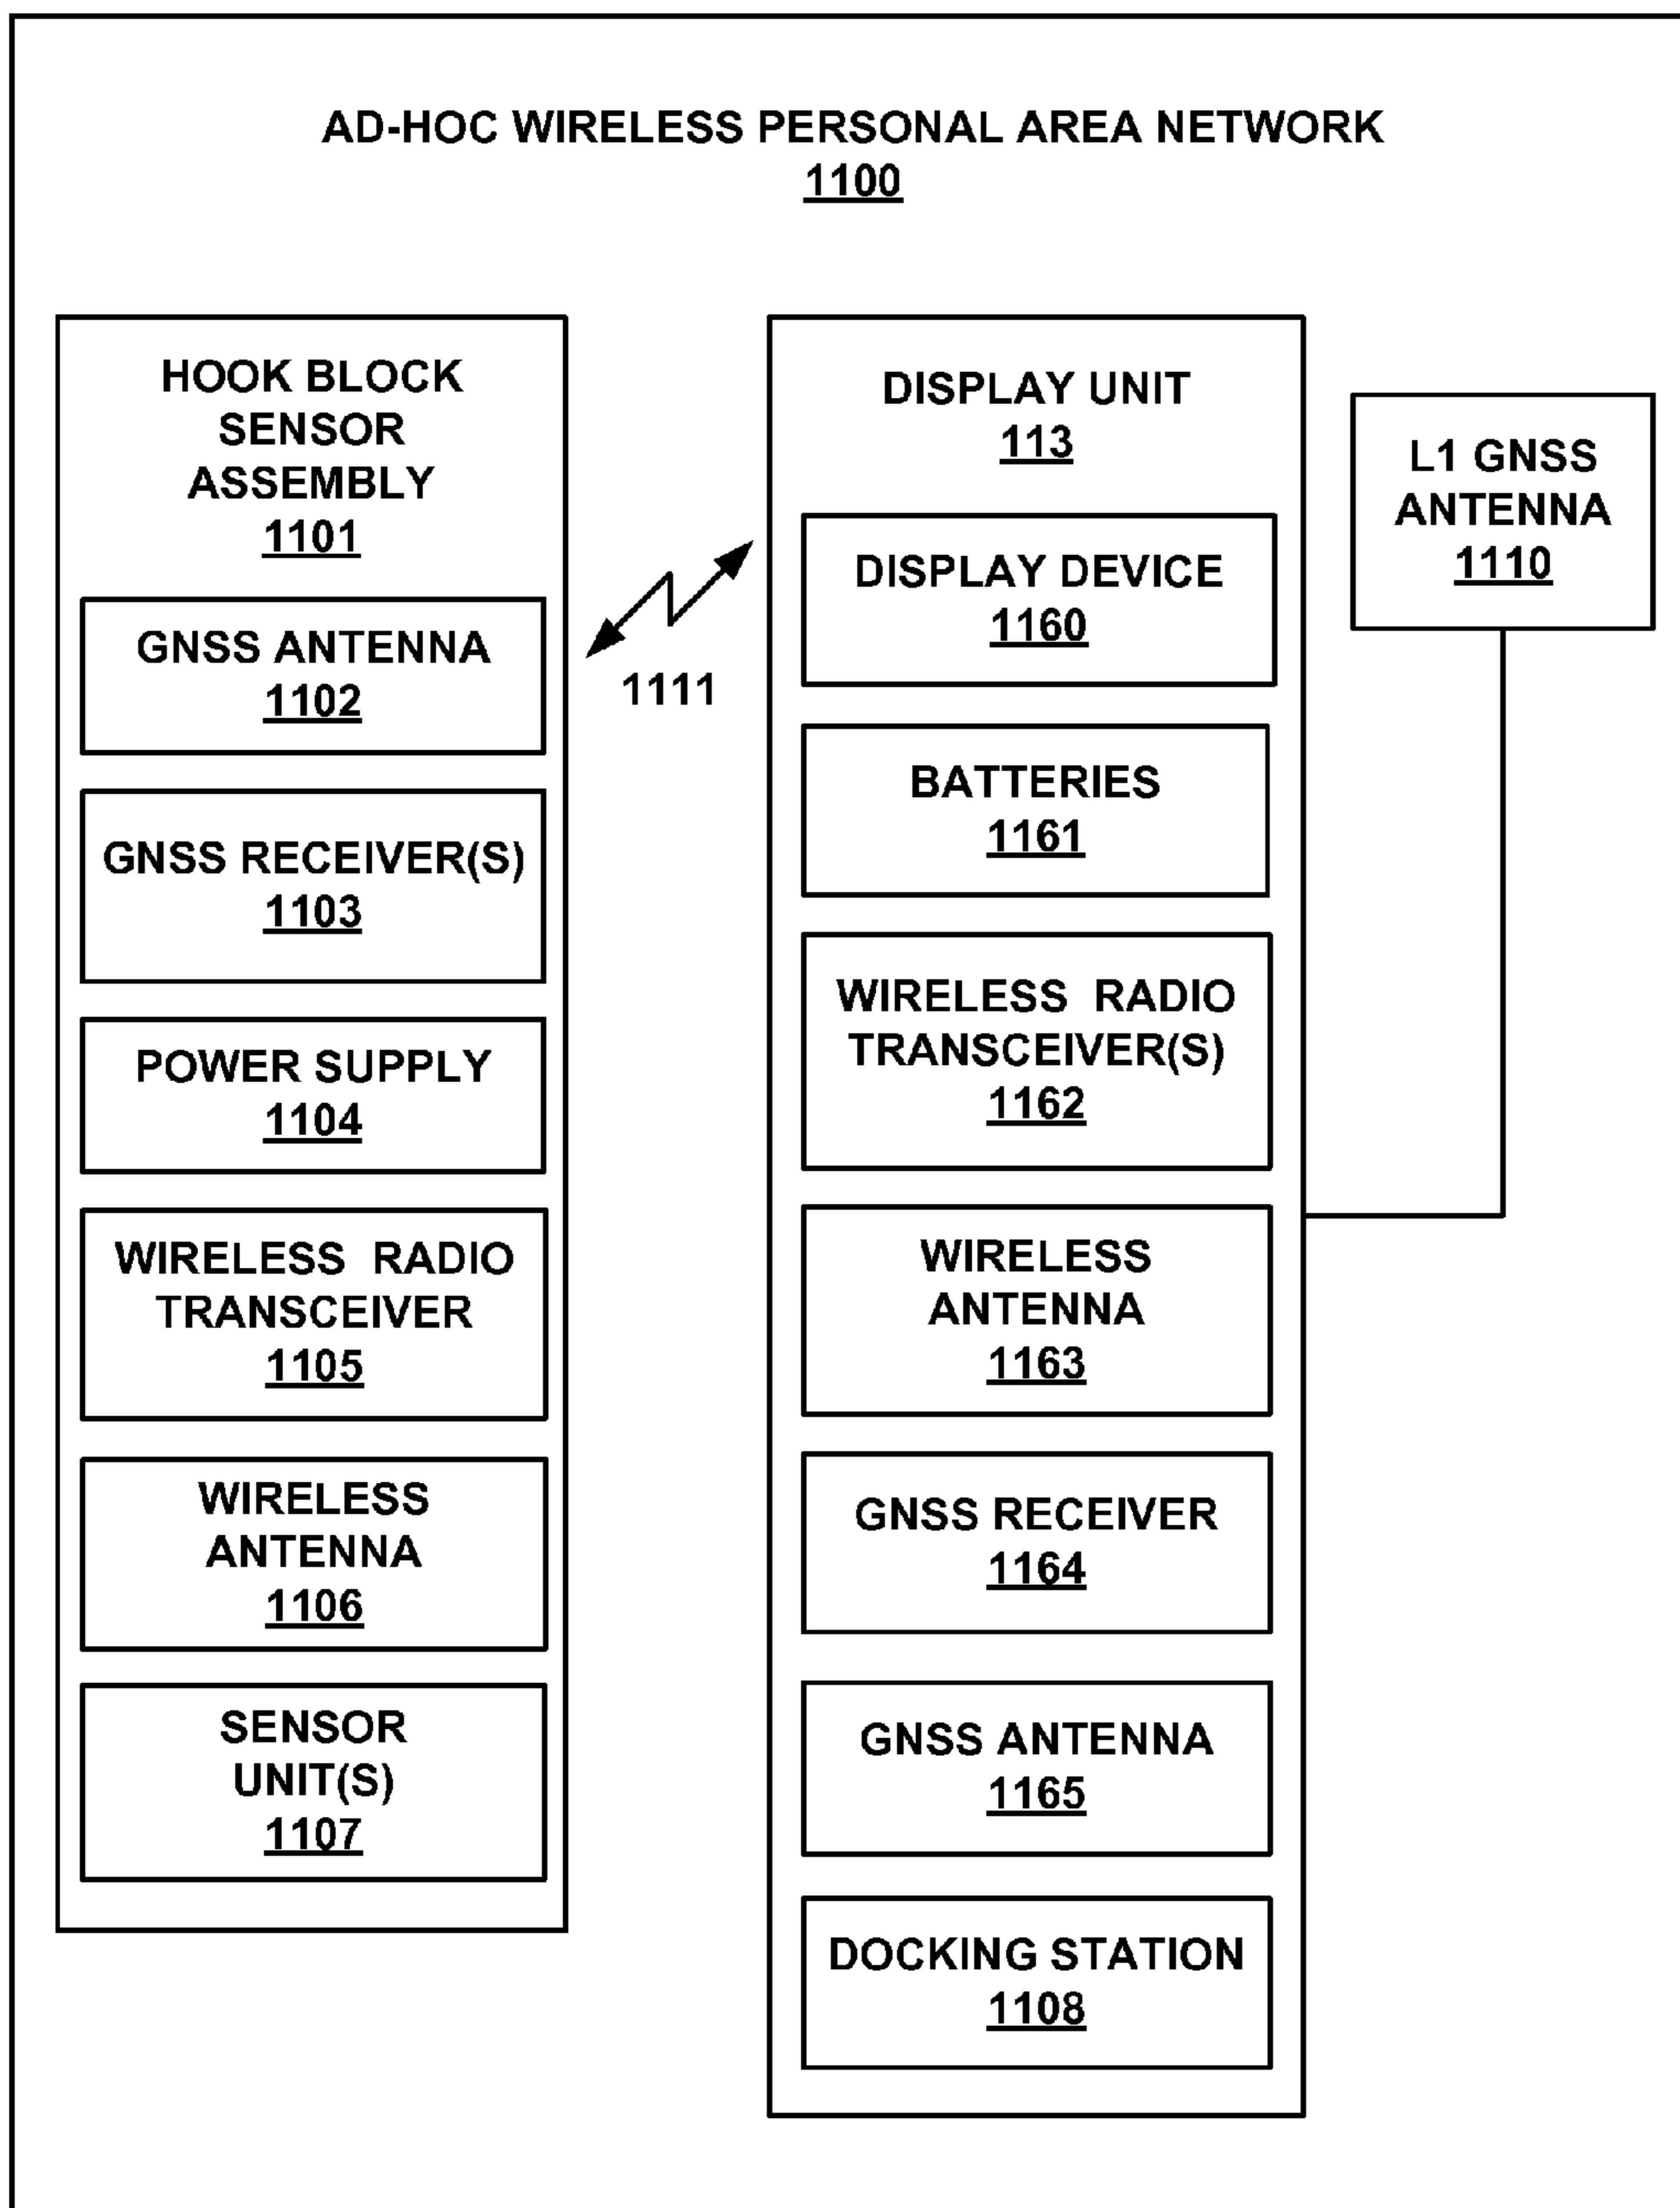 AD-HOC WIRELESS PERSONAL AREA NETWORK
1100
HOOK BLOCK
SENSOR
ASSEMBLY
1101
GNSS ANTENNA
1102
GNSS RECEIVER(S)
1103
POWER SUPPLY
1104
WIRELESS RADIO
TRANSCEIVER
1105
WIRELESS
ANTENNA
1106
SENSOR
UNIT(S)
1107
1111
DISPLAY UNIT
113
DISPLAY DEVICE
1160
BATTERIES
1161
WIRELESS RADIO
TRANSCEIVER(S)
1162
WIRELESS
ANTENNA
1163
GNSS RECEIVER
1164
GNSS ANTENNA
1165
DOCKING STATION
1108
L1 GNSS
ANTENNA
1110